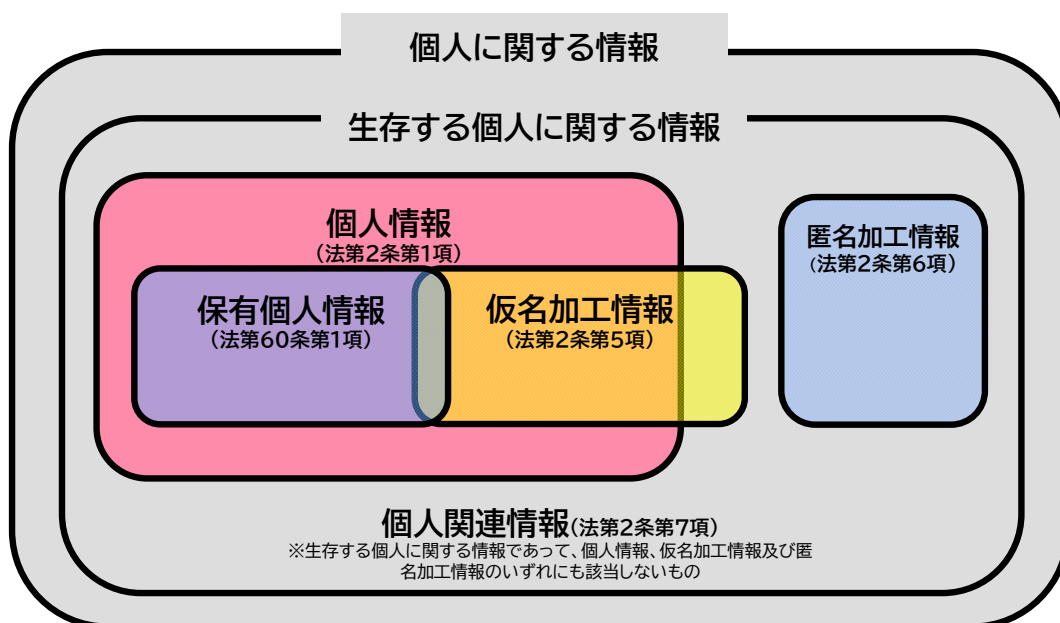 個人に関する情報
生存する個人に関する情報
個人情報
(法第2条第1項)
匿名加工情報
(法第2条第6項)
保有個人情報
(法第60条第1項)
仮名加工情報
(法第2条第5項)
個人関連情報(法第2条第7項)
※生存する個人に関する情報であって、個人情報、仮名加工情報及び匿
名加工情報のいずれにも該当しないもの